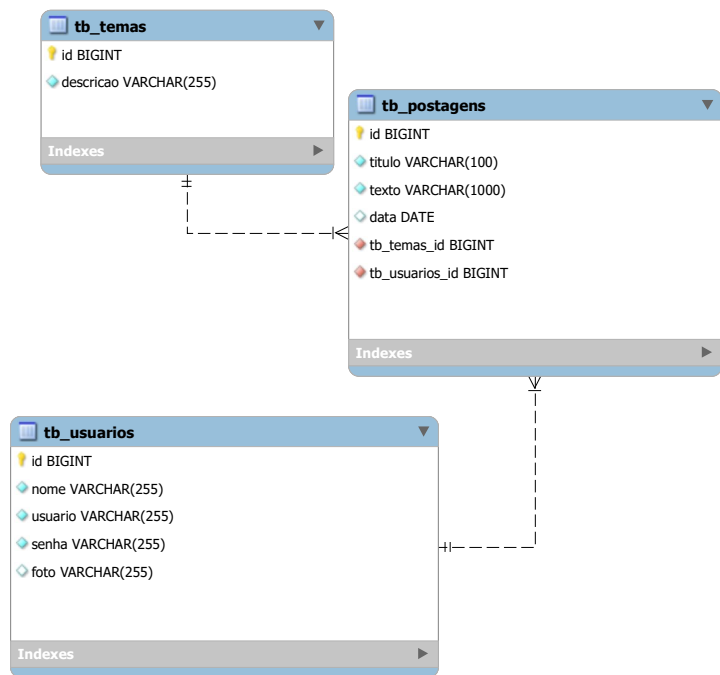 tb_temas
id BIGINT
descricao VARCHAR(255)
Indexes
tb_postagens
id BIGINT
titulo VARCHAR(100)
texto VARCHAR(1000)
data DATE
tb_temas_id BIGINT
tb_usuarios_id BIGINT
Indexes
tb_usuarios
id BIGINT
nome VARCHAR(255)
usuario VARCHAR(255)
senha VARCHAR(255)
foto VARCHAR(255)
Indexes